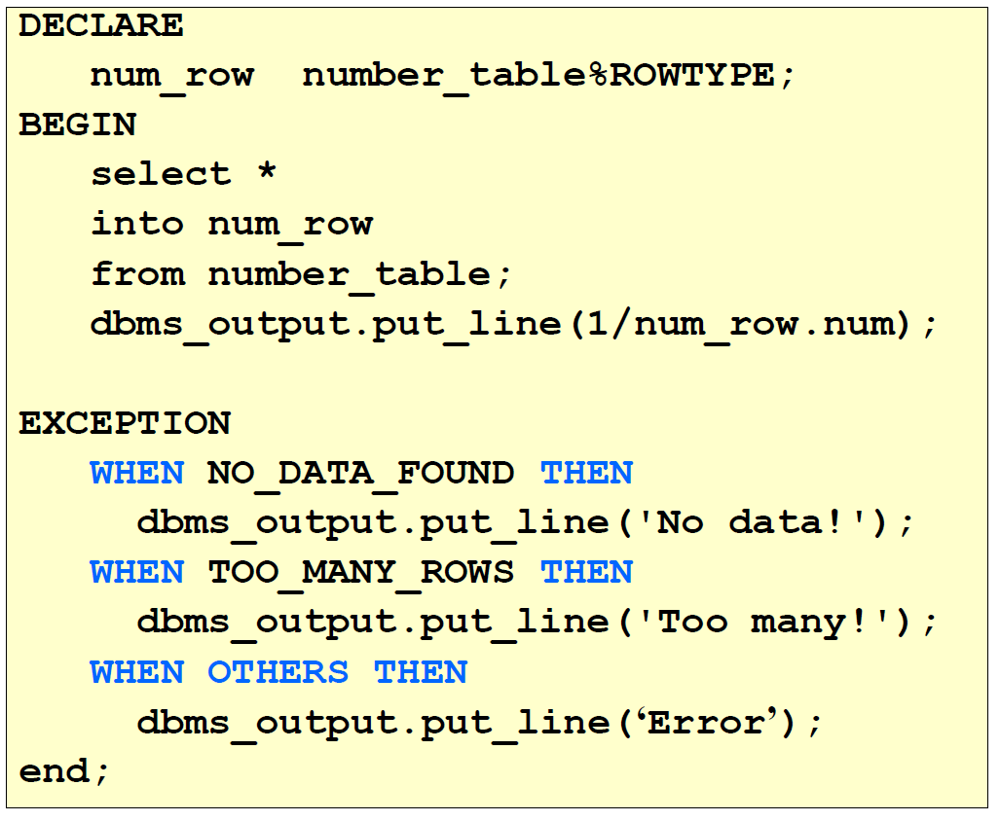 DECLARE
num_row number_table%ROWTYPE;
BEGIN
select *
into num_row
from number_table;
dbms_output.put_line(1/num_row.num);
EXCEPTION
WHEN NO_DATA_FOUND THEN
dbms_output.put_line('No data!');
WHEN TOO_MANY_ROWS THEN
dbms_output.put_line('Too many!');
WHEN OTHERS THEN
dbms_output.put_line(‘Error’);
end;